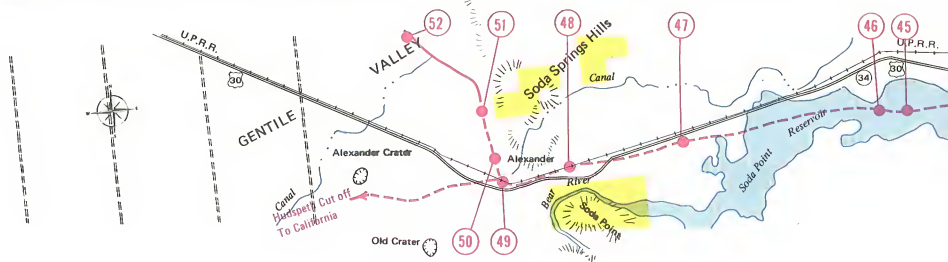 52
51
48
47
46
45
U.P.R.R.
30
VALLEY
Soda Springs Hills
Canal
U.P.R.R.
34
30
GENTILE
Reservoir
Alexander Crater
Alexander
Soda Point
River
Bear
Canal
Hudspeth Cut off
To California
Soda Point
Old Crater
50
49